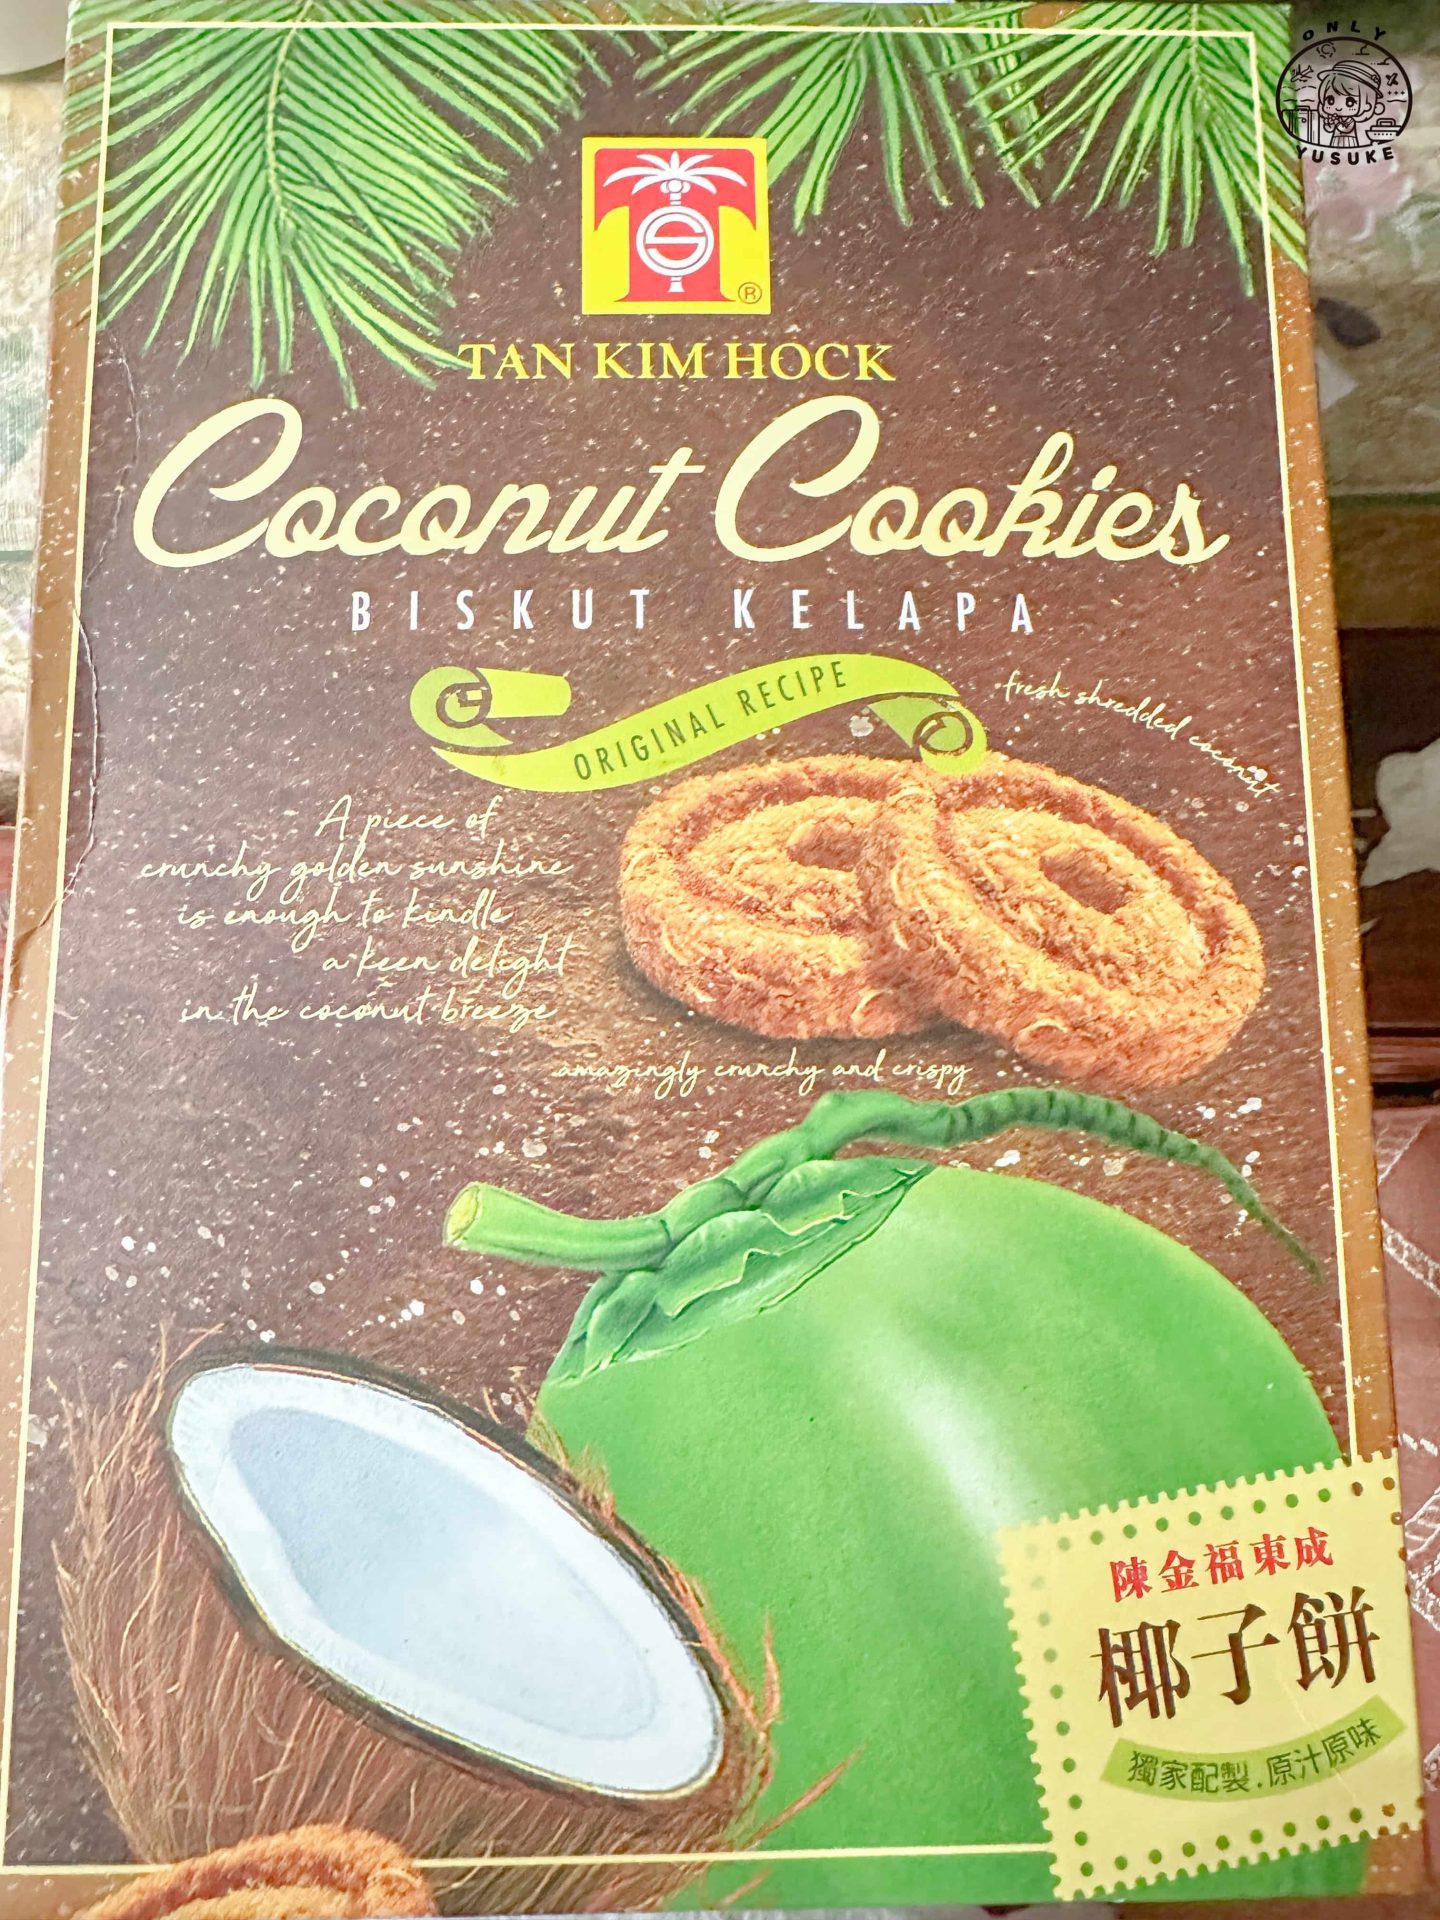 ONLY
YUSUKE
TS
®
TAN KIM HOCK
Coconut Cookies
BISKUT KELAPA
ORIGINAL RECIPE
fresh shredded coconut
A piece of
crunchy golden sunshine
is enough to kindle
a keen delight
in the coconut breeze
amazingly crunchy and crispy
陳金福東成
椰子餅
獨家配製.原汁原味